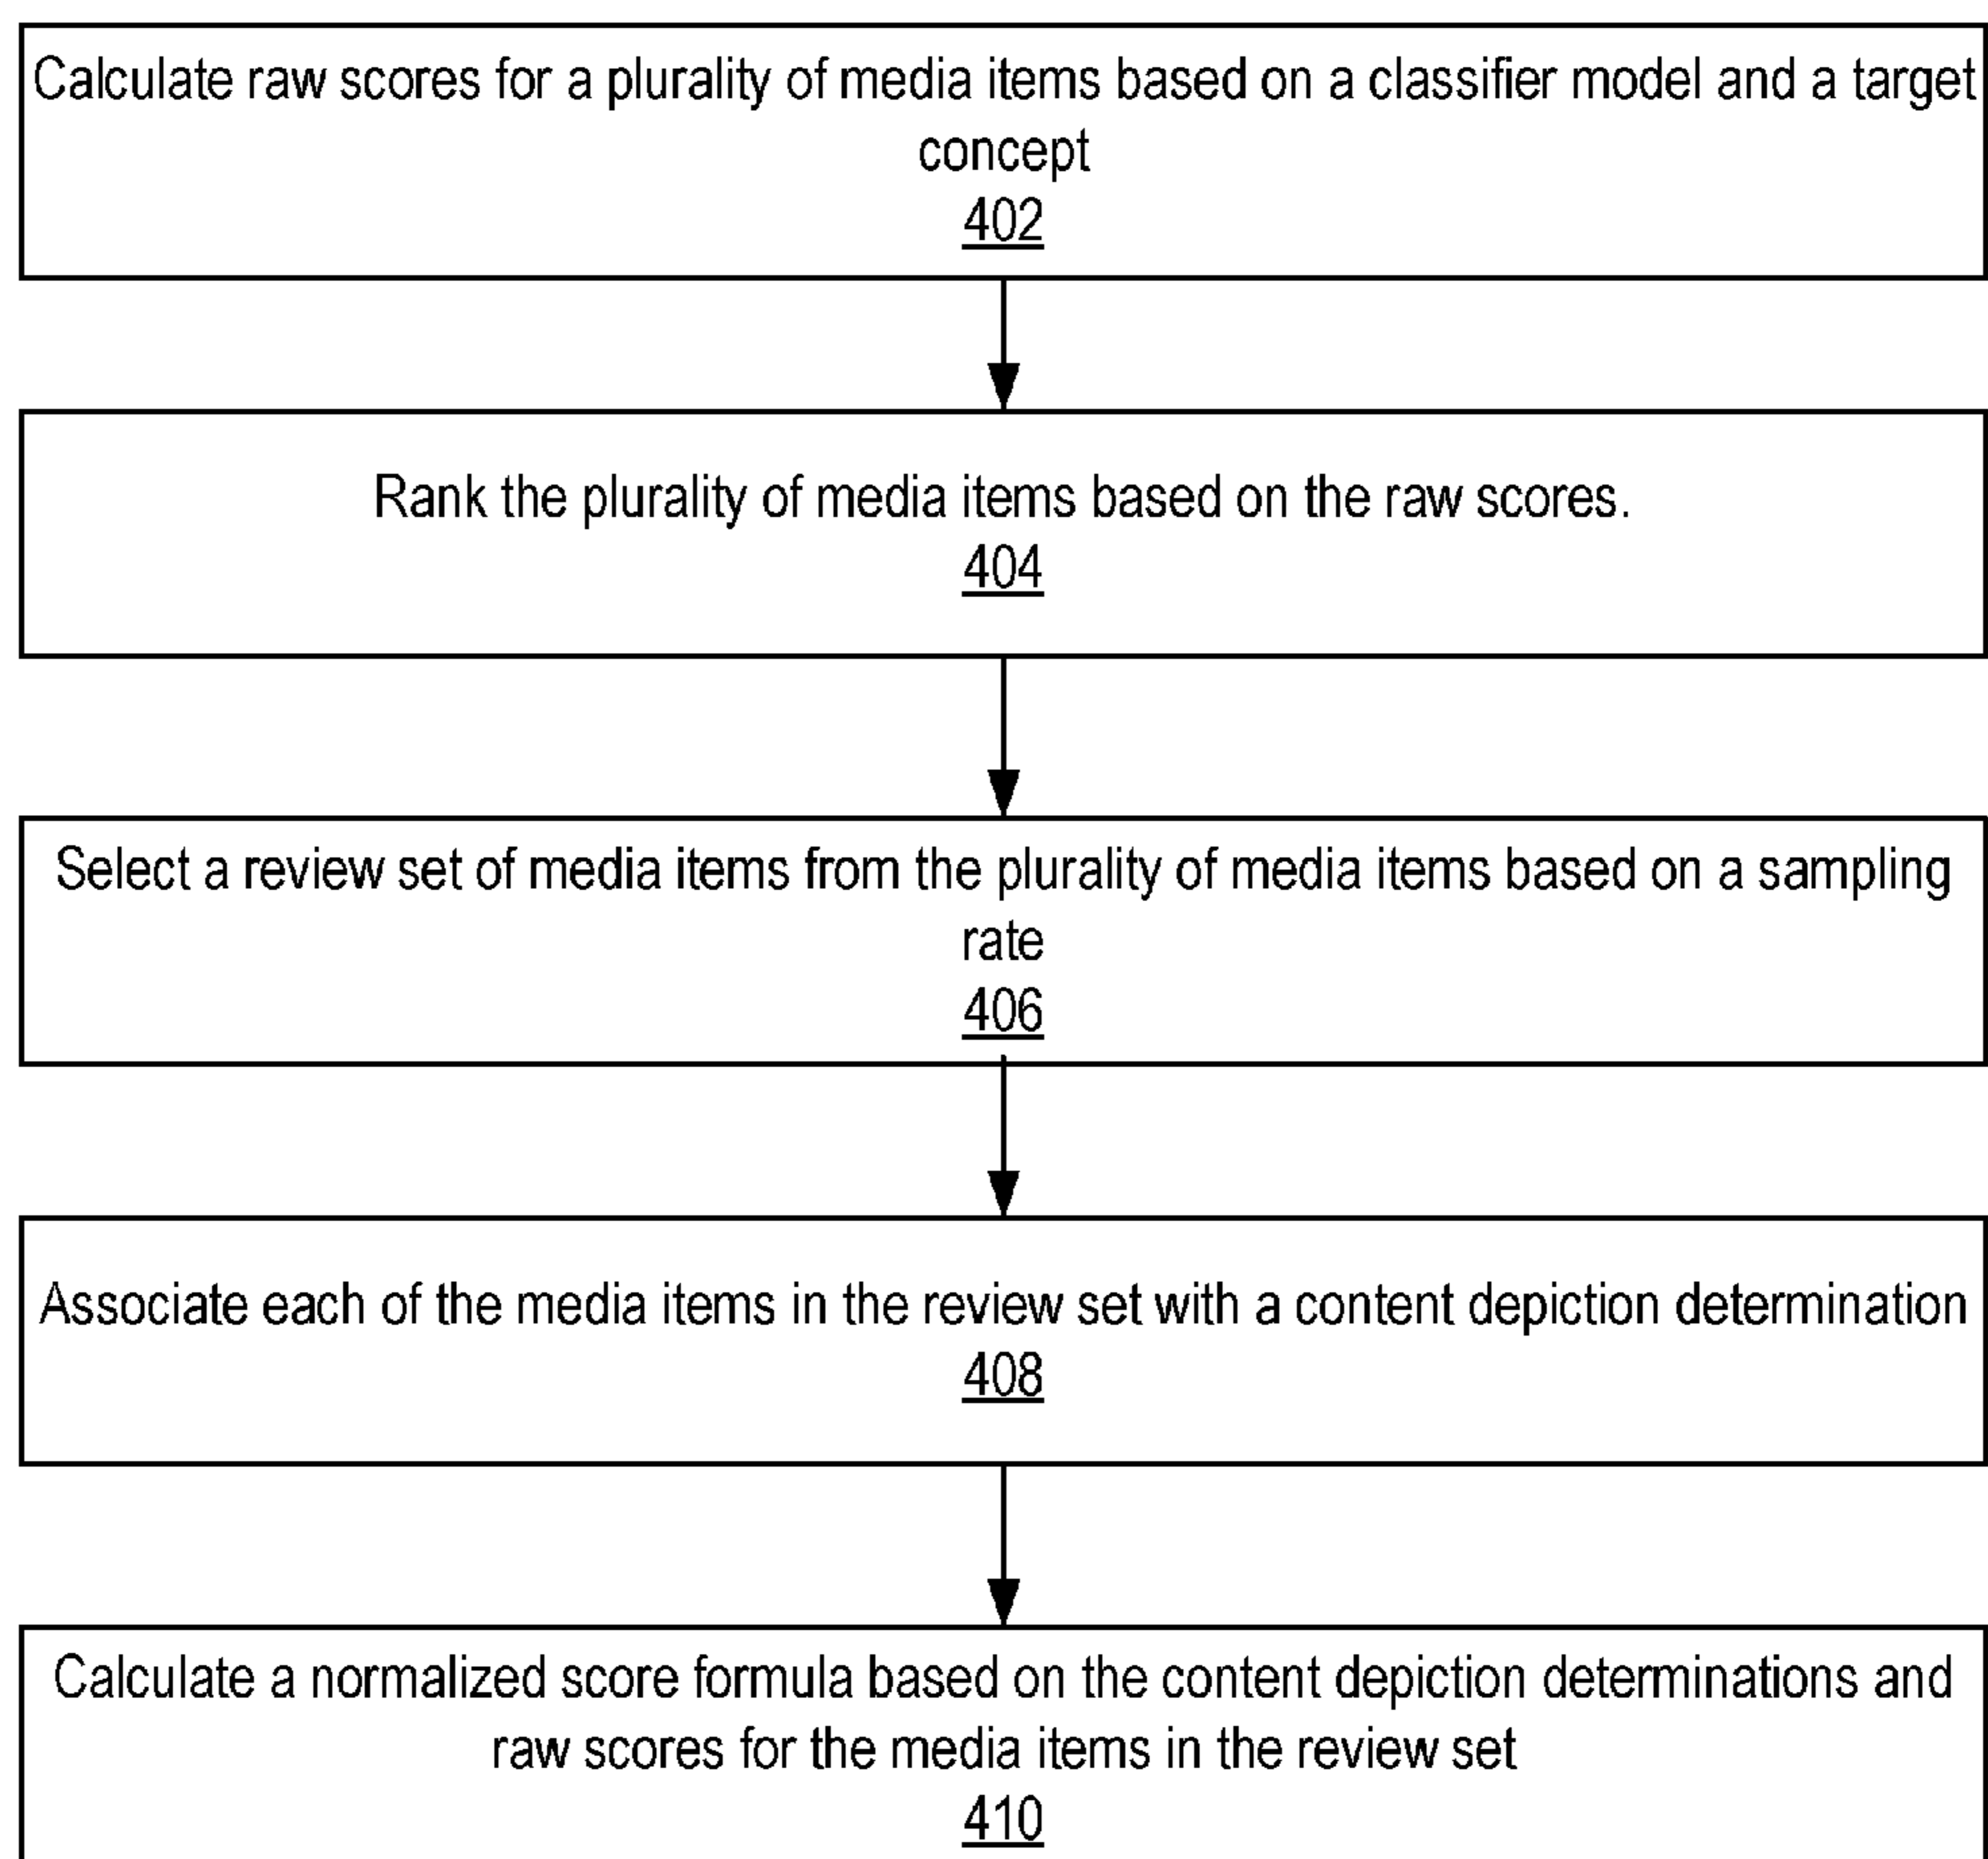 Calculate raw scores for a plurality of media items based on a classifier model and a target
concept
402
Rank the plurality of media items based on the raw scores.
404
Select a review set of media items from the plurality of media items based on a sampling
rate
406
Associate each of the media items in the review set with a content depiction determination
408
Calculate a normalized score formula based on the content depiction determinations and
raw scores for the media items in the review set
410